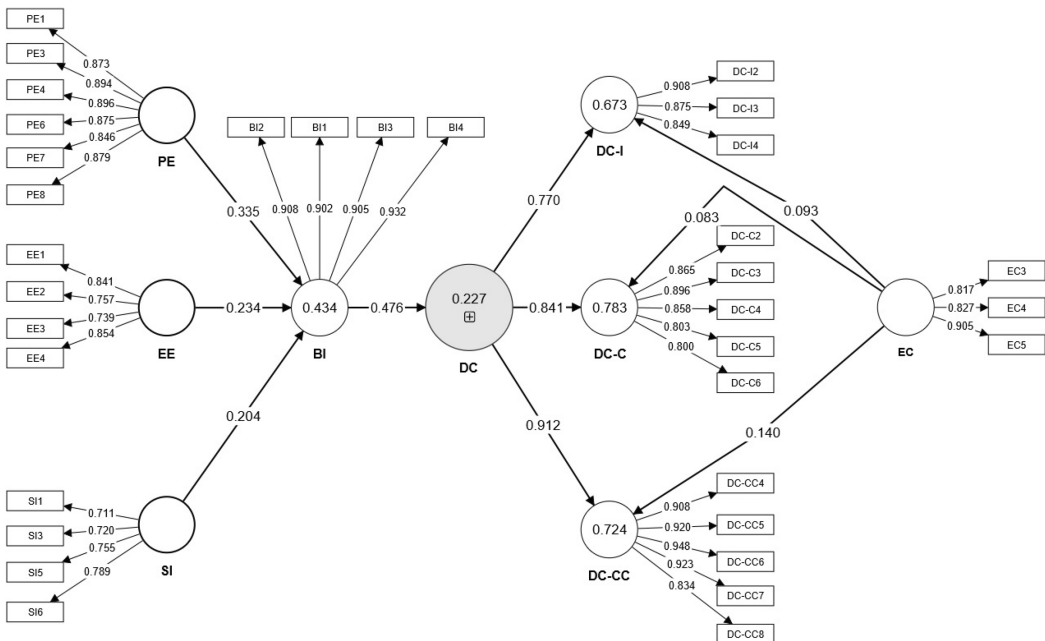 PE1
PE3
PE4
PE6
PE7
PE8
0.873
0.894
0.896
0.875
0.846
0.879
PE
EE1
EE2
EE3
EE4
0.841
0.757
0.739
0.854
EE
SI1
SI3
SI5
SI6
0.711
0.720
0.755
0.789
SI
0.335
0.234
0.204
BI2
BI1
BI3
BI4
0.908
0.902
0.905
0.932
0.434
BI
0.476
0.227
DC
0.770
0.841
0.912
0.673
DC-I
0.908
0.875
0.849
DC-I2
DC-I3
DC-I4
0.783
DC-C
0.865
0.896
0.858
0.803
0.800
DC-C2
DC-C3
DC-C4
DC-C5
DC-C6
0.724
DC-CC
0.908
0.920
0.948
0.923
0.834
DC-CC4
DC-CC5
DC-CC6
DC-CC7
DC-CC8
0.093
0.083
0.140
EC
0.817
0.827
0.905
EC3
EC4
EC5